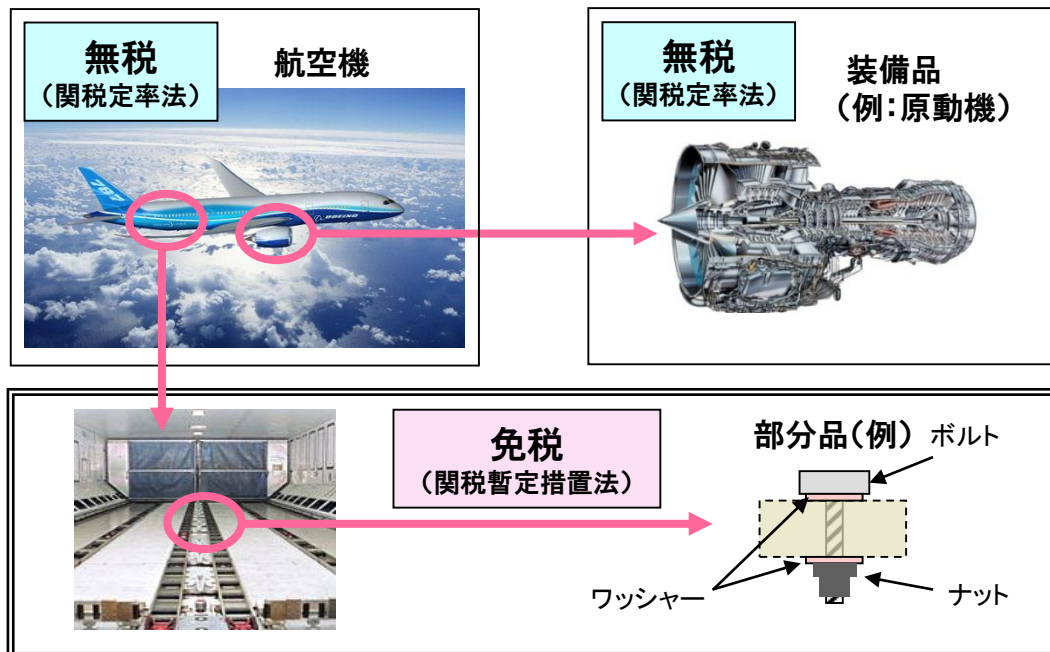 無税
（関税定率法）
航空機
787
BOEING
無税
（関税定率法）
装備品
（例：原動機）
免税
（関税暫定措置法）
部分品（例）
ボルト
ワッシャー
ナット